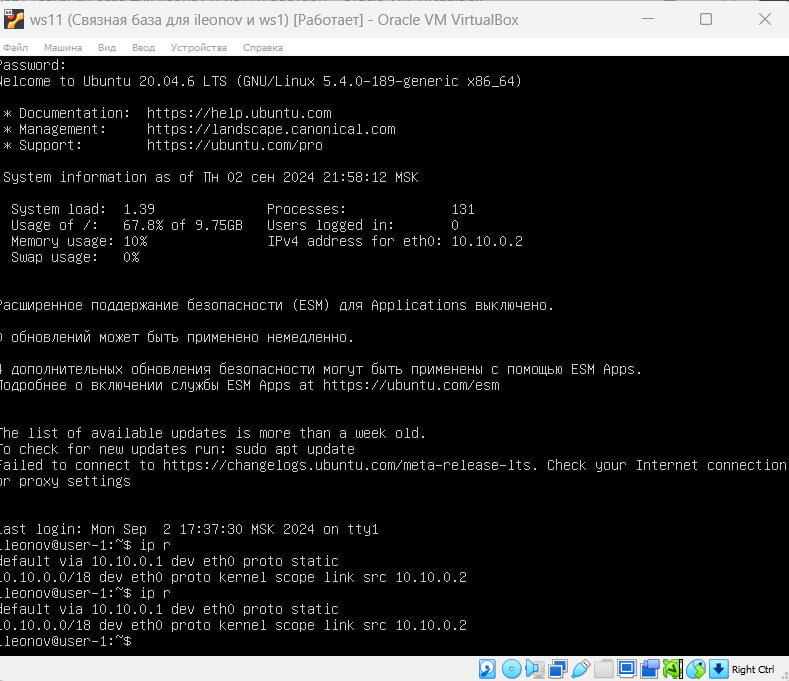 ws11 (Связная база для ileonov и ws1) [Работает] - Oracle VM VirtualBox
Файл Машина Вид Ввод Устройства Справка
Password:
Welcome to Ubuntu 20.04.6 LTS (GNU/Linux 5.4.0-189-generic x86_64)
* Documentation: https://help.ubuntu.com
* Management: https://landscape.canonical.com
* Support: https://ubuntu.com/pro
System information as of Пн 02 сен 2024 21:58:12 MSK
System load: 1.39 Processes: 131
Usage of /: 67.8% of 9.75GB Users logged in: 0
Memory usage: 10% IPv4 address for eth0: 10.10.0.2
Swap usage: 0%
Расширенное поддержание безопасности (ESM) для Applications выключено.
0 обновлений может быть применено немедленно.
4 дополнительных обновления безопасности могут быть применены с помощью ESM Apps.
Подробнее о включении службы ESM Apps at https://ubuntu.com/esm
The list of available updates is more than a week old.
To check for new updates run: sudo apt update
Failed to connect to https://changelogs.ubuntu.com/meta-release-lts. Check your Internet connection
or proxy settings
Last login: Mon Sep 2 17:37:30 MSK 2024 on tty1
ileonov@user-1:~$ ip r
default via 10.10.0.1 dev eth0 proto static
10.10.0.0/18 dev eth0 proto kernel scope link src 10.10.0.2
ileonov@user-1:~$ ip r
default via 10.10.0.1 dev eth0 proto static
10.10.0.0/18 dev eth0 proto kernel scope link src 10.10.0.2
ileonov@user-1:~$
Right Ctrl